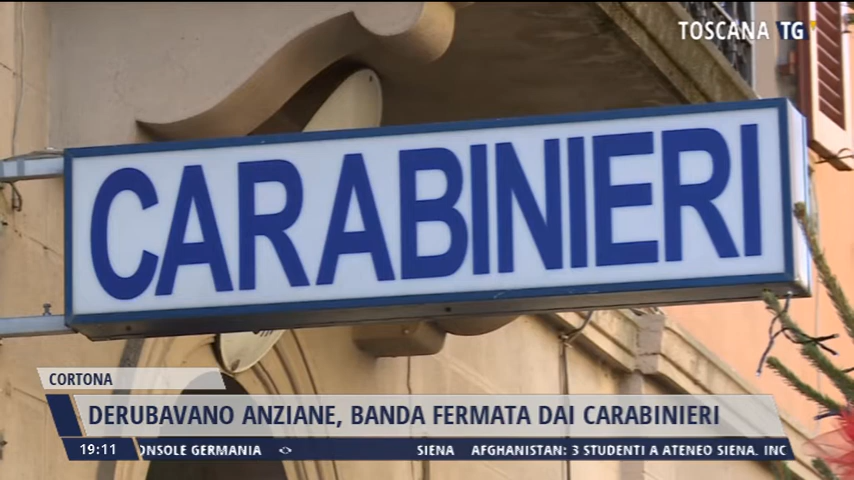 TOSCANA TG
CARABINIERI
CORTONA
DERUBAVANO ANZIANE, BANDA FERMATA DAI CARABINIERI
19:11 ONSOLE GERMANIA SIENA AFGHANISTAN: 3 STUDENTI A ATENEO SIENA. INC